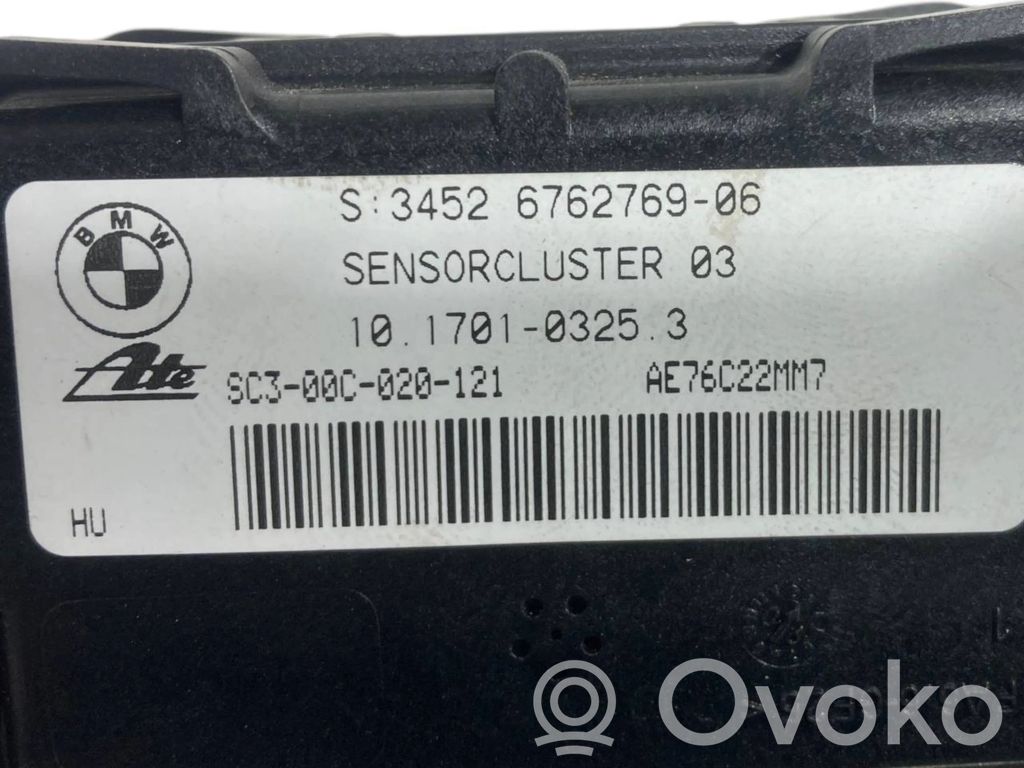 S:3452 6762769-06
BMW
SENSORCLUSTER 03
10.1701-0325.3
Ate
SC3-00C-020-121 AE76C22MM7
HU
Ovoko